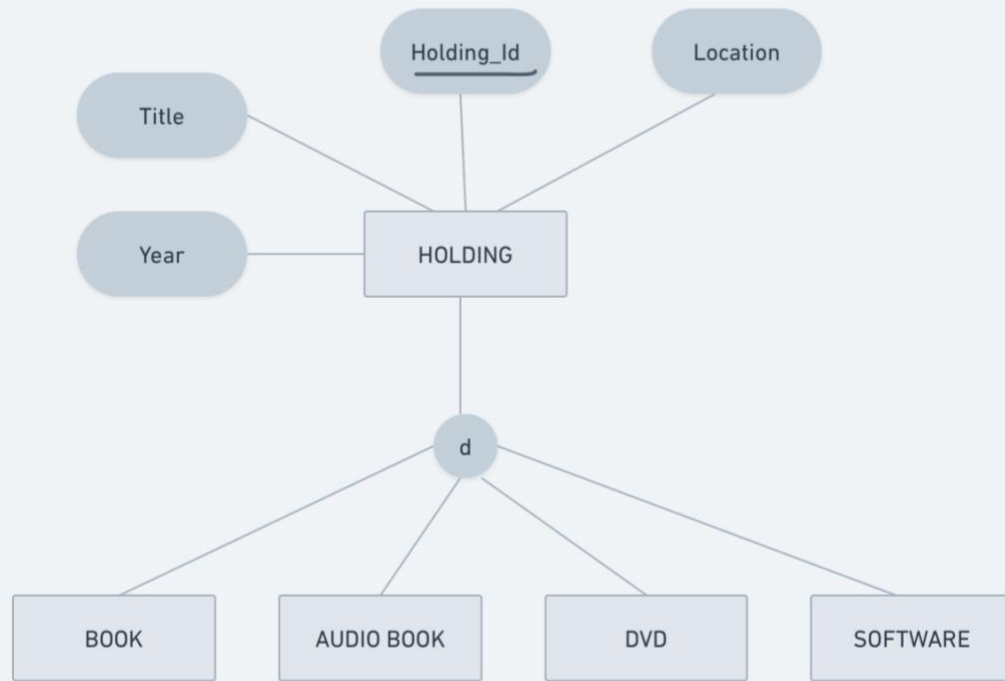 Holding_Id
Location
Title
Year
HOLDING
d
BOOK
AUDIO BOOK
DVD
SOFTWARE